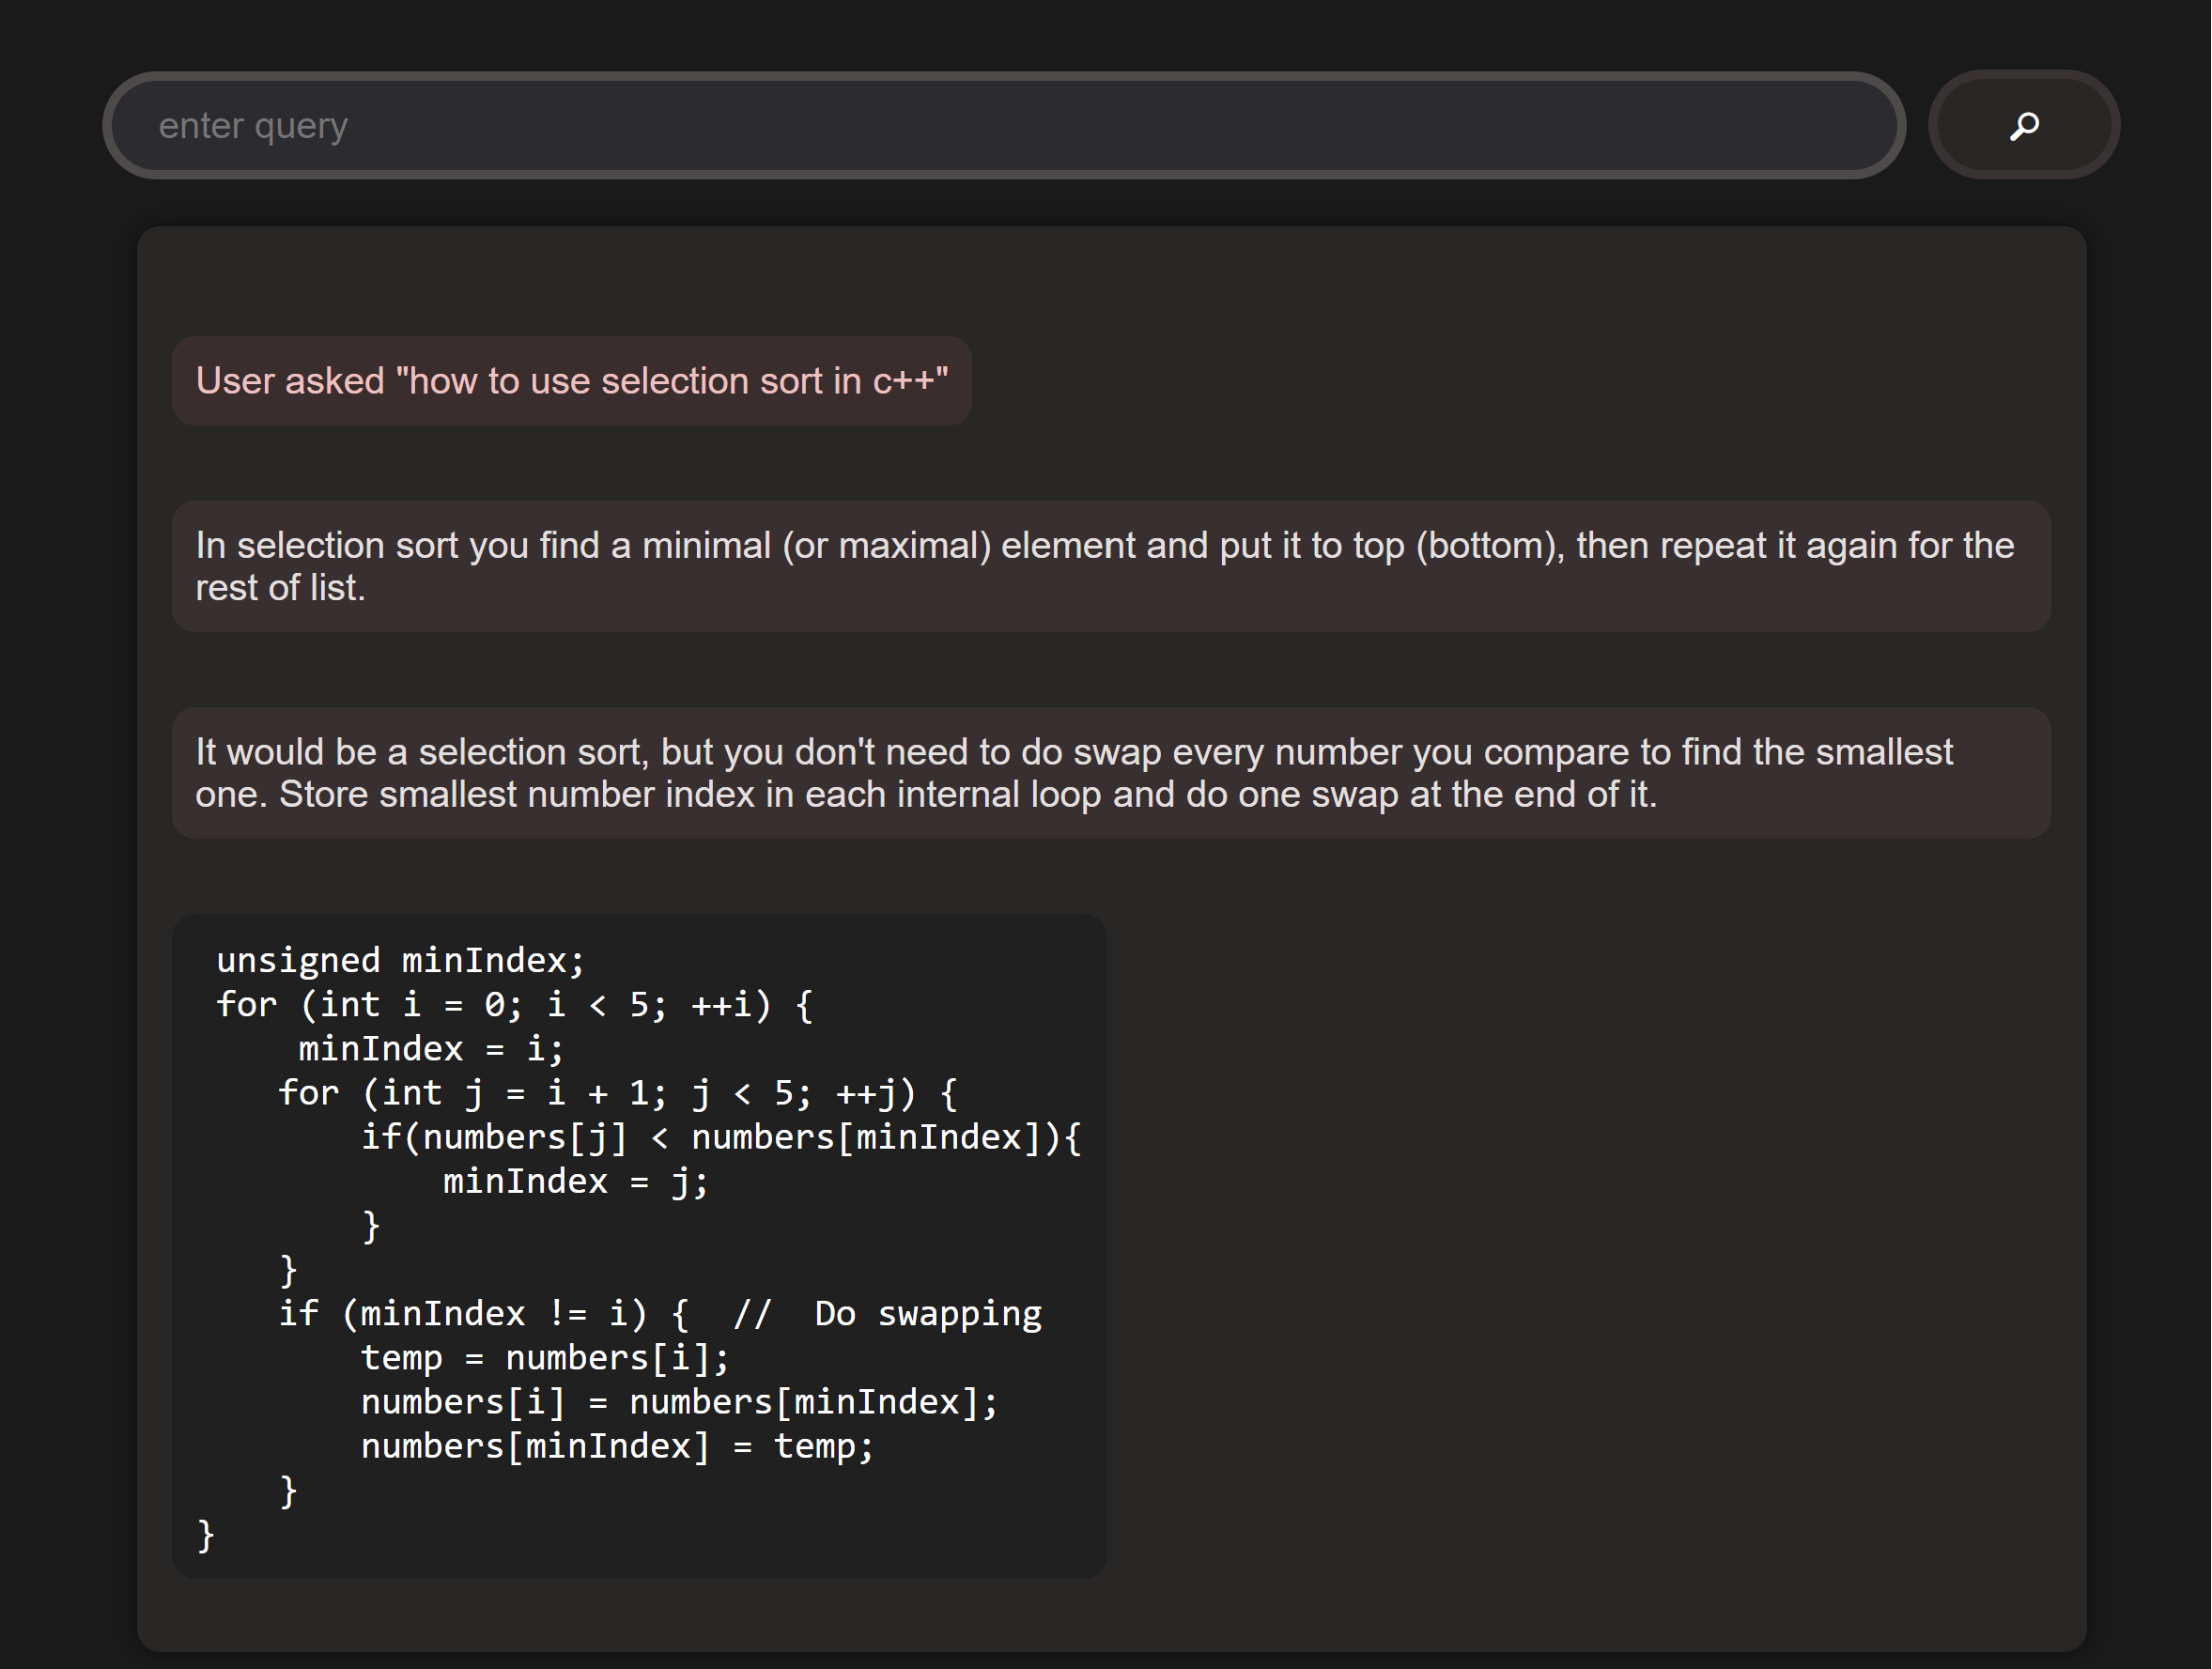 enter query
User asked "how to use selection sort in c++"
In selection sort you find a minimal (or maximal) element and put it to top (bottom), then repeat it again for the
rest of list.
It would be a selection sort, but you don't need to do swap every number you compare to find the smallest
one. Store smallest number index in each internal loop and do one swap at the end of it.
 unsigned minIndex;
 for (int i = 0; i < 5; ++i) {
     minIndex = i;
    for (int j = i + 1; j < 5; ++j) {
        if(numbers[j] < numbers[minIndex]){
            minIndex = j;
        }
    }
    if (minIndex != i) {  //  Do swapping
        temp = numbers[i];
        numbers[i] = numbers[minIndex];
        numbers[minIndex] = temp;
    }
}